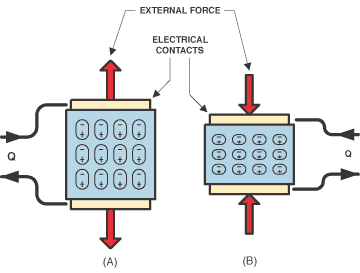 EXTERNAL FORCE
ELECTRICAL
CONTACTS
Q
Q
− − − −
+ + + +
− − − −
+ + + +
− − − −
+ + + +
(A)
(B)